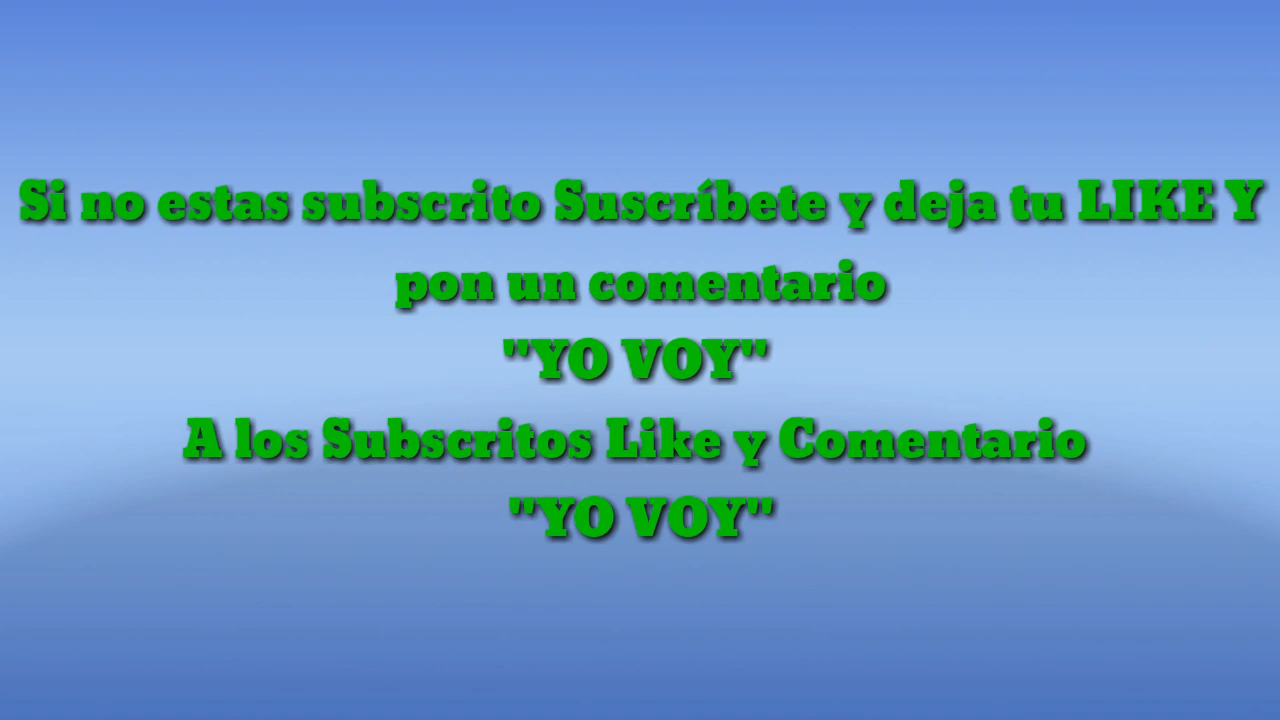 Si no estas subscrito Suscríbete y deja tu LIKE Y
pon un comentario
"YO VOY"
A los Subscritos Like y Comentario
"YO VOY"